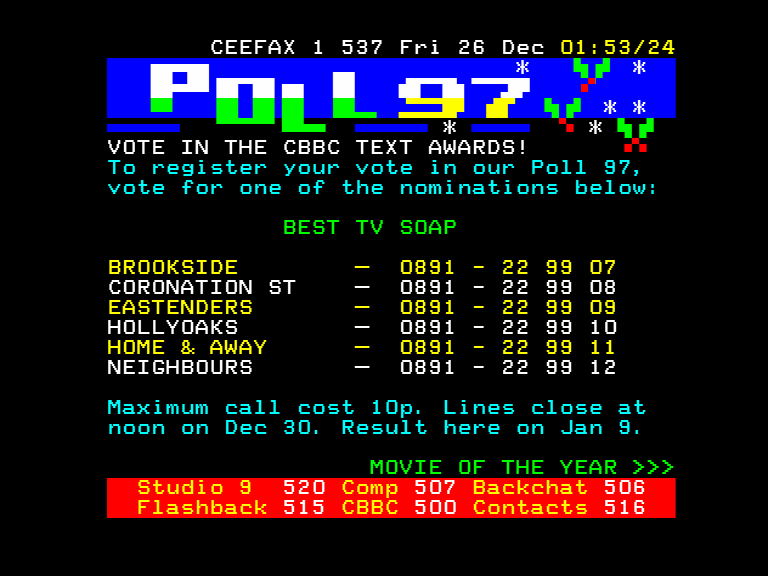 CEEFAX 1 537 Fri 26 Dec 01:53/24
POLL 97
VOTE IN THE CBBC TEXT AWARDS!
To register your vote in our Poll 97,
vote for one of the nominations below:
BEST TV SOAP
BROOKSIDE – 0891 - 22 99 07
CORONATION ST – 0891 - 22 99 08
EASTENDERS – 0891 - 22 99 09
HOLLYOAKS – 0891 - 22 99 10
HOME & AWAY – 0891 - 22 99 11
NEIGHBOURS – 0891 - 22 99 12
Maximum call cost 10p. Lines close at
noon on Dec 30. Result here on Jan 9.
MOVIE OF THE YEAR >>>
Studio 9 520 Comp 507 Backchat 506
Flashback 515 CBBC 500 Contacts 516